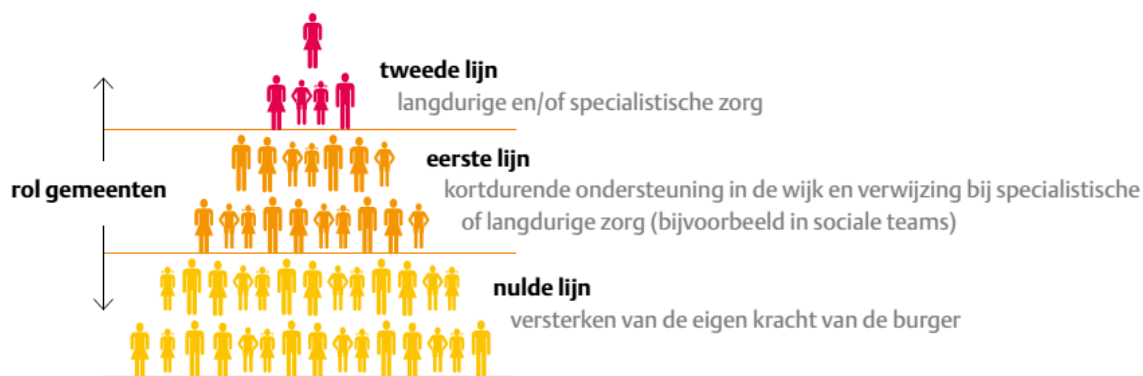 tweede lijn
langdurige en/of specialistische zorg
eerste lijn
rol gemeenten
kortdurende ondersteuning in de wijk en verwijzing bij specialistische
of langdurige zorg (bijvoorbeeld in sociale teams)
nulde lijn
versterken van de eigen kracht van de burger